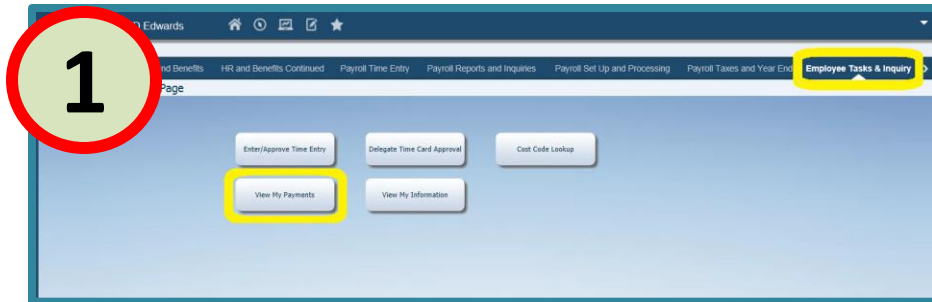 1
D Edwards
nd Benefits HR and Benefits Continued Payroll Time Entry Payroll Reports and Inquiries Payroll Set Up and Processing Payroll Taxes and Year End Employee Tasks & Inquiry
Page
Enter/Approve Time Entry Delegate Time Card Approval Cost Code Lookup
View My Payments View My Information